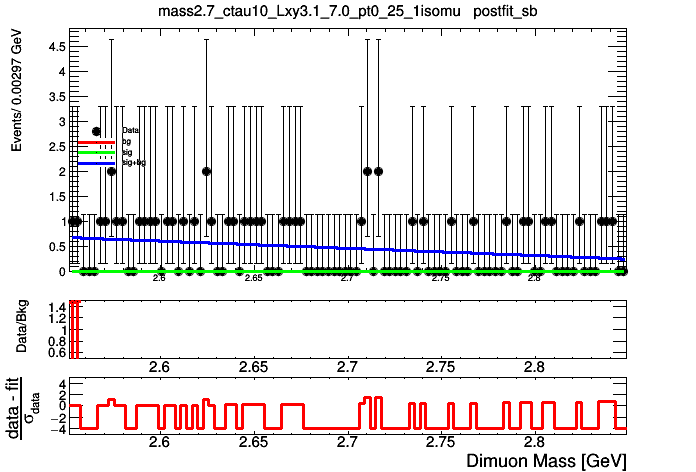 mass2.7_ctau10_Lxy3.1_7.0_pt0_25_1isomu postfit_sb
Events/ 0.00297 GeV
4.5
4
3.5
3
2.5
2
1.5
1
0.5
0
Data
bg
sig
sig+bg
2.6 2.65 2.7 2.75 2.8
Data/Bkg
1.4
1.2
1
0.8
0.6
2.6 2.65 2.7 2.75 2.8
data - fit
σdata
4
2
0
−2
−4
2.6 2.65 2.7 2.75 2.8
Dimuon Mass [GeV]